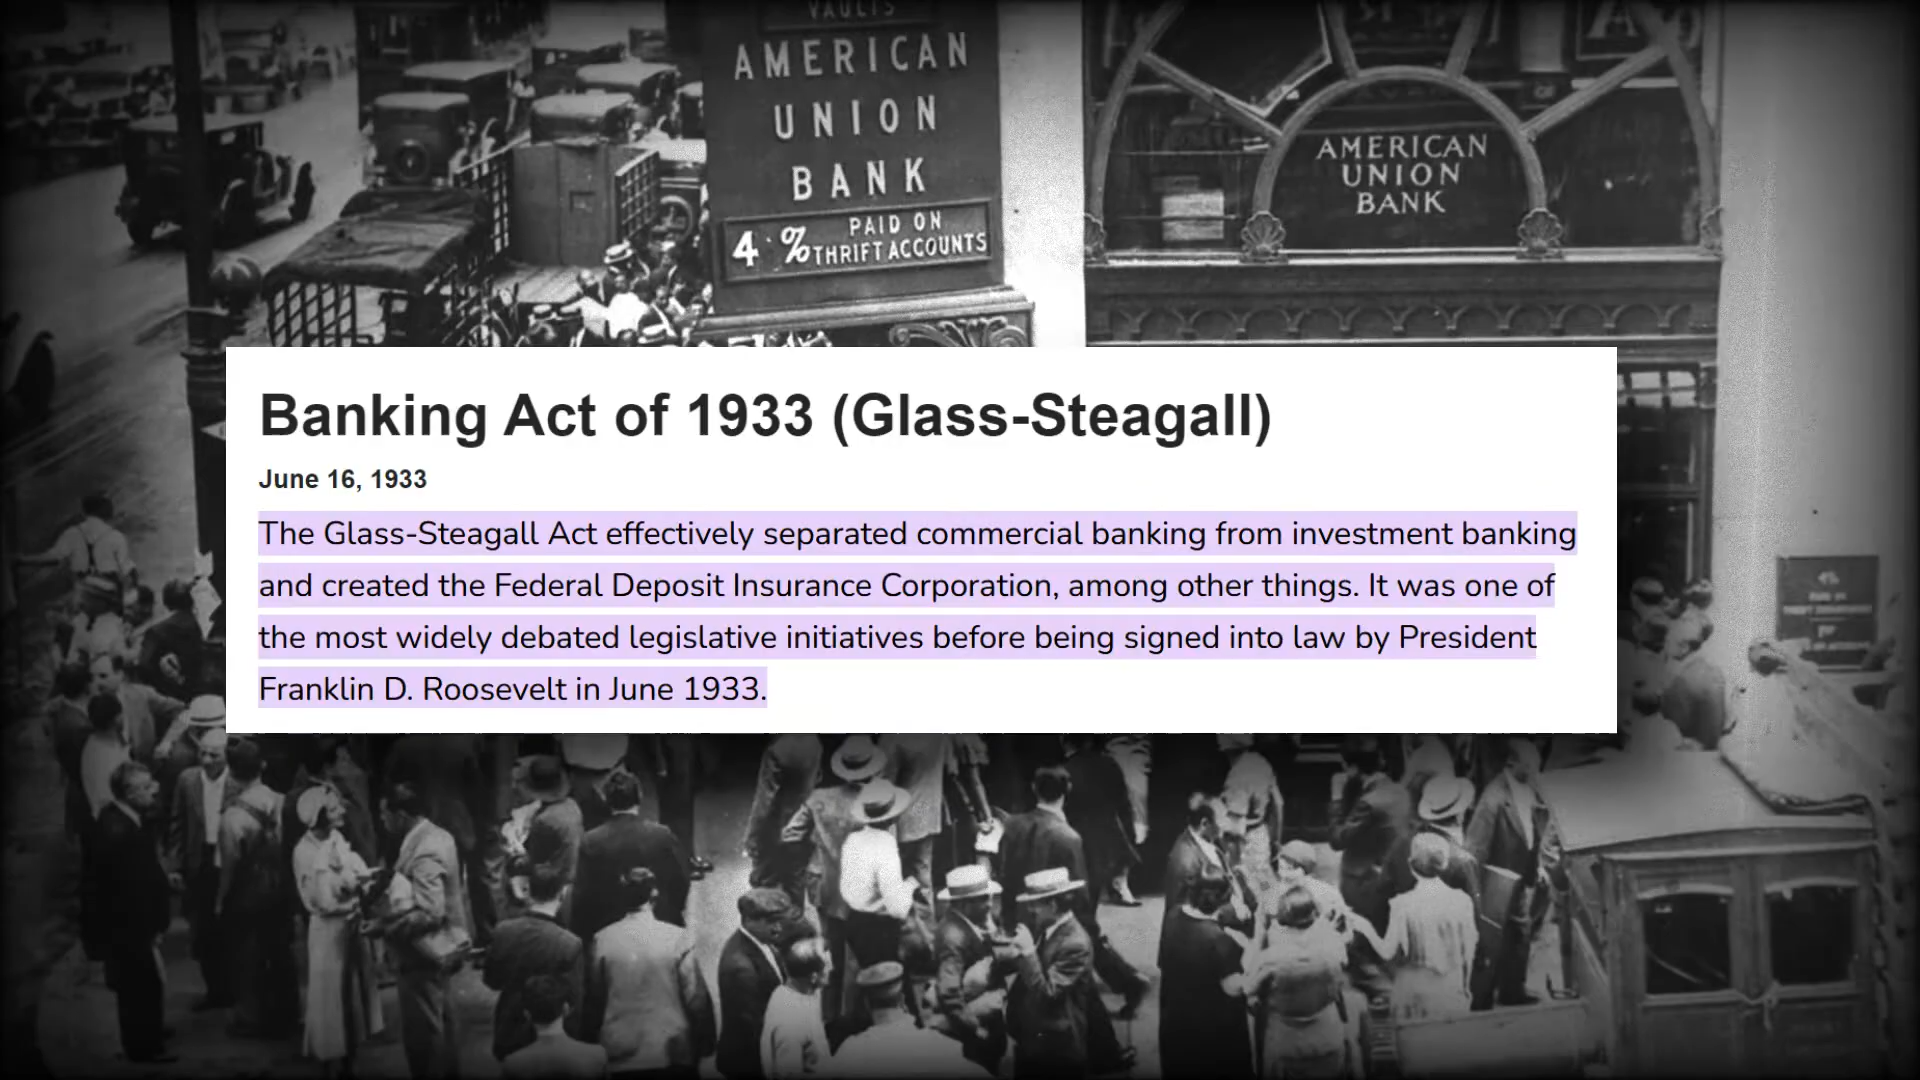 VAULTS
AMERICAN
UNION
BANK
4 % PAID ON
THRIFT ACCOUNTS
AMERICAN
UNION
BANK
Banking Act of 1933 (Glass-Steagall)
June 16, 1933
The Glass-Steagall Act effectively separated commercial banking from investment banking
and created the Federal Deposit Insurance Corporation, among other things. It was one of
the most widely debated legislative initiatives before being signed into law by President
Franklin D. Roosevelt in June 1933.